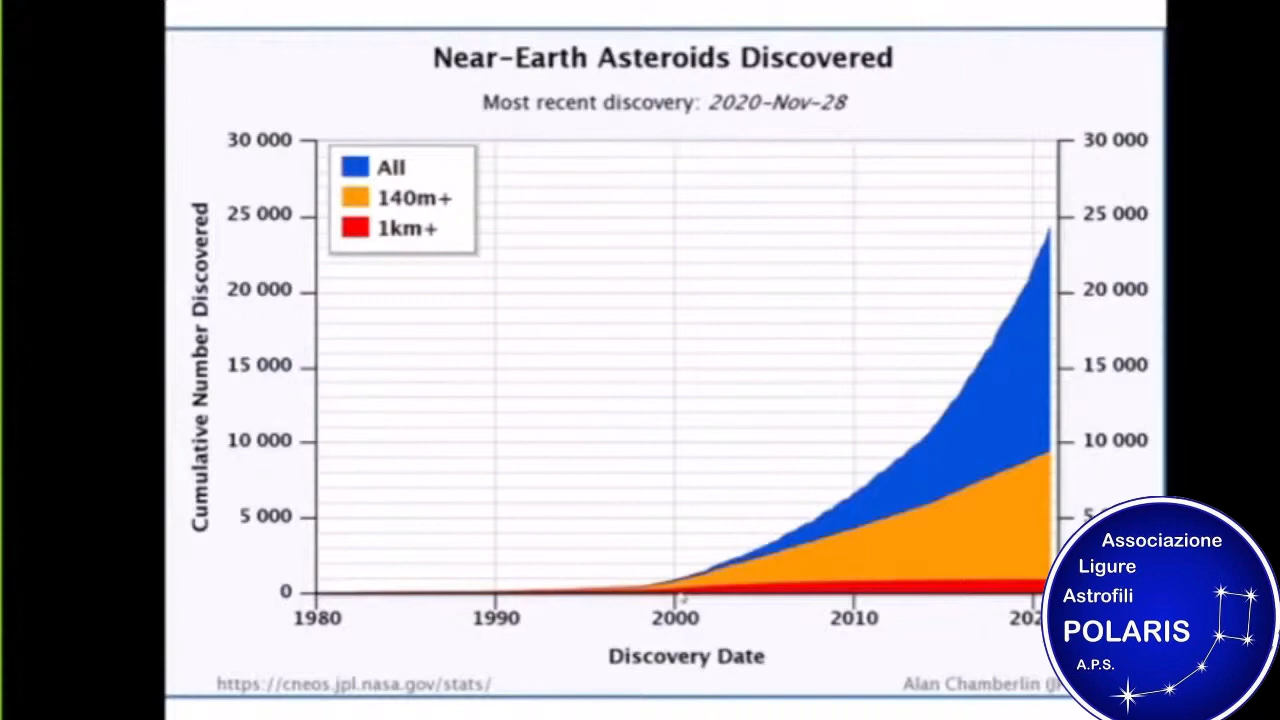 Near-Earth Asteroids Discovered
Most recent discovery: 2020-Nov-28
30 000
25 000
20 000
15 000
10 000
5 000
0
Cumulative Number Discovered
All
140m+
1km+
30 000
25 000
20 000
15 000
10 000
1980
1990
2000
2010
Discovery Date
https://cneos.jpl.nasa.gov/stats/
Alan Chamberlin
Associazione
Ligure
Astrofili
POLARIS
A.P.S.